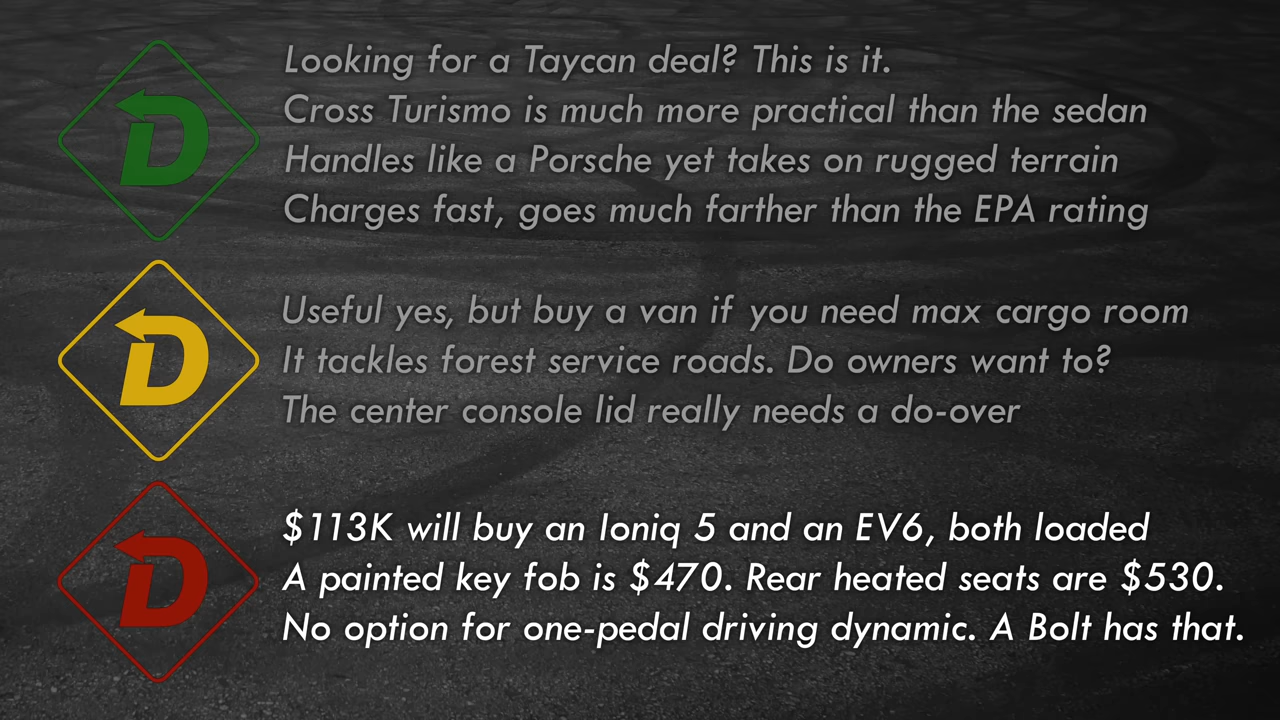 D
Looking for a Taycan deal? This is it.
Cross Turismo is much more practical than the sedan
Handles like a Porsche yet takes on rugged terrain
Charges fast, goes much farther than the EPA rating
D
Useful yes, but buy a van if you need max cargo room
It tackles forest service roads. Do owners want to?
The center console lid really needs a do-over
D
$113K will buy an Ioniq 5 and an EV6, both loaded
A painted key fob is $470. Rear heated seats are $530.
No option for one-pedal driving dynamic. A Bolt has that.